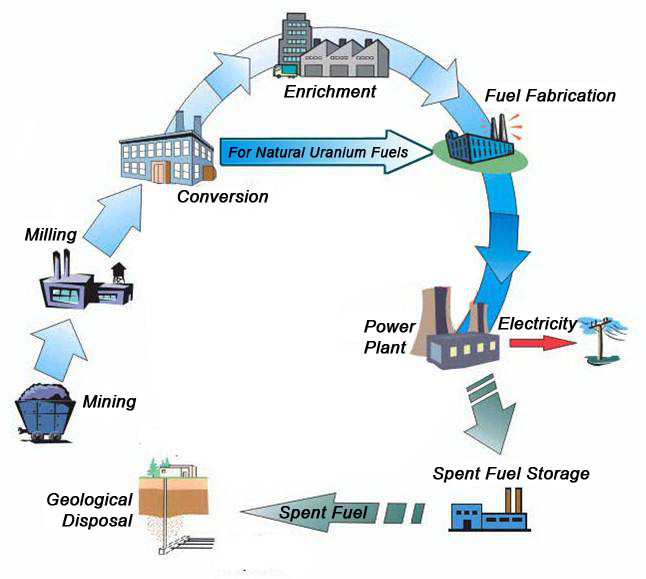 Enrichment
Fuel Fabrication
For Natural Uranium Fuels
Conversion
Milling
Power
Plant
Electricity
Mining
Spent Fuel Storage
Geological
Disposal
Spent Fuel